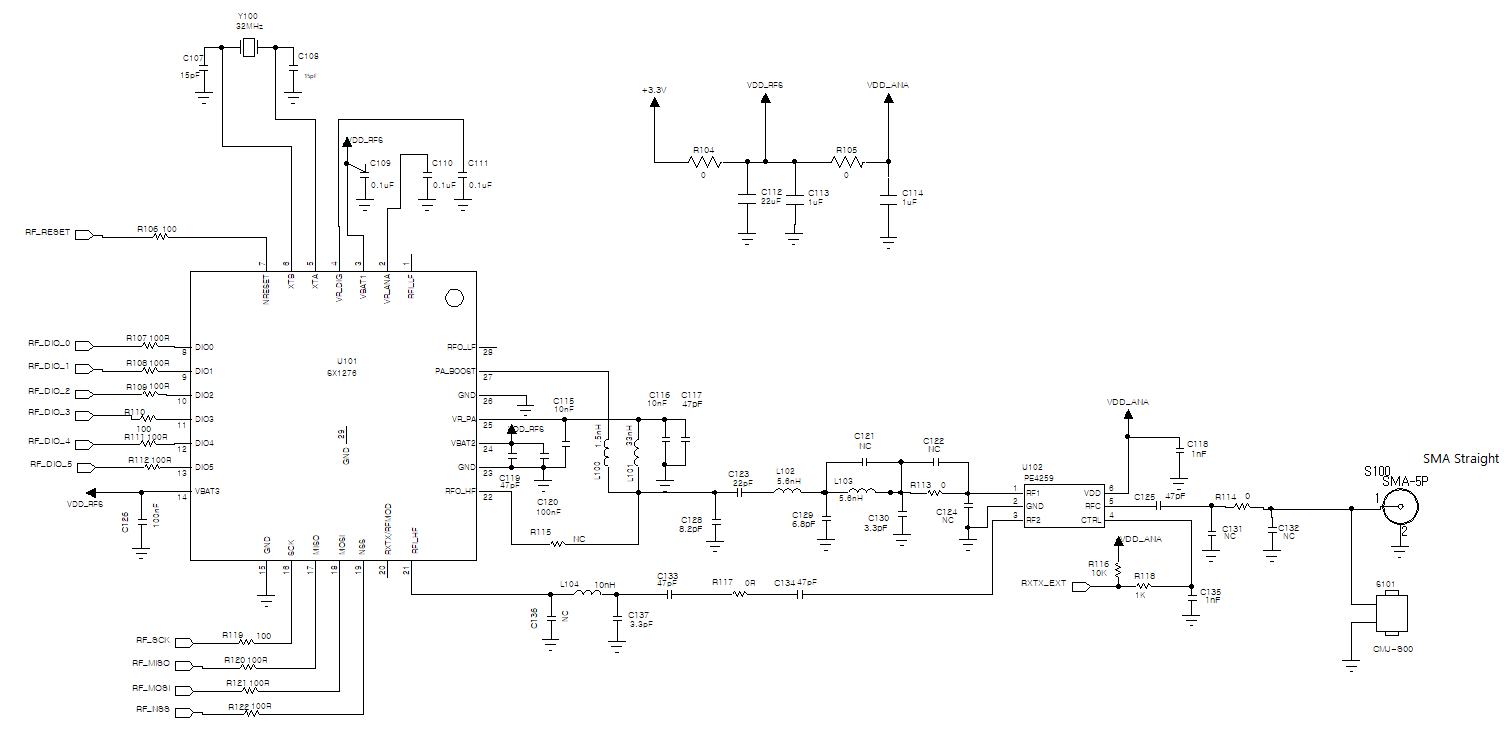 Y100
32MHz
C107
15pF
C108
15pF
+3.3V
VDD_RFS
VDD_ANA
R104
0
R105
0
C112
22uF
C113
1uF
C114
1uF
VDD_RFS
C109
0.1uF
C110
0.1uF
C111
0.1uF
RF_RESET
R106 100
7
6
5
4
3
2
1
NRESET
XTB
XTA
VR_DIG
VBAT1
VR_ANA
RFI_LF
RF_DIO_0
R107 100R
8
DIO0
RF_DIO_1
R108 100R
9
DIO1
RF_DIO_2
R109 100R
10
DIO2
RF_DIO_3
R110
100
11
DIO3
RF_DIO_4
R111 100R
12
DIO4
RF_DIO_5
R112 100R
13
DIO5
VDD_RFS
14
VBAT3
C126
100nF
U101
SX1276
29
GND
RFO_LF
28
PA_BOOST
27
GND
26
VR_PA
25
VBAT2
24
GND
23
RFO_HF
22
VDD_RFS
C115
10nF
C119
47pF
C120
100nF
L100
1.5nH
L101
33nH
C116
10nF
C117
47pF
R115
NC
GND
SCK
MISO
MOSI
NSS
RXTX/RFMOD
RFI_HF
15
16
17
18
19
20
21
C128
8.2pF
C123
22pF
L102
5.6nH
C121
NC
C122
NC
L103
5.6nH
C129
6.8pF
C130
3.3pF
R113 0
C124
NC
U102
PE4259
1
RF1
2
GND
3
RF2
VDD
6
RFC
5
CTRL
4
VDD_ANA
C118
1nF
C125
47pF
R114 0
C131
NC
C132
NC
SMA Straight
S100
SMA-5P
1
2
S101
CMJ-S00
VDD_ANA
R116
10K
RXTX_EXT
R118
1K
C135
1nF
C136
NC
L104 10nH
C137
3.3pF
C133
47pF
R117 0R
C134 47pF
RF_SCK
R119 100
RF_MISO
R120 100R
RF_MOSI
R121 100R
RF_NSS
R122 100R